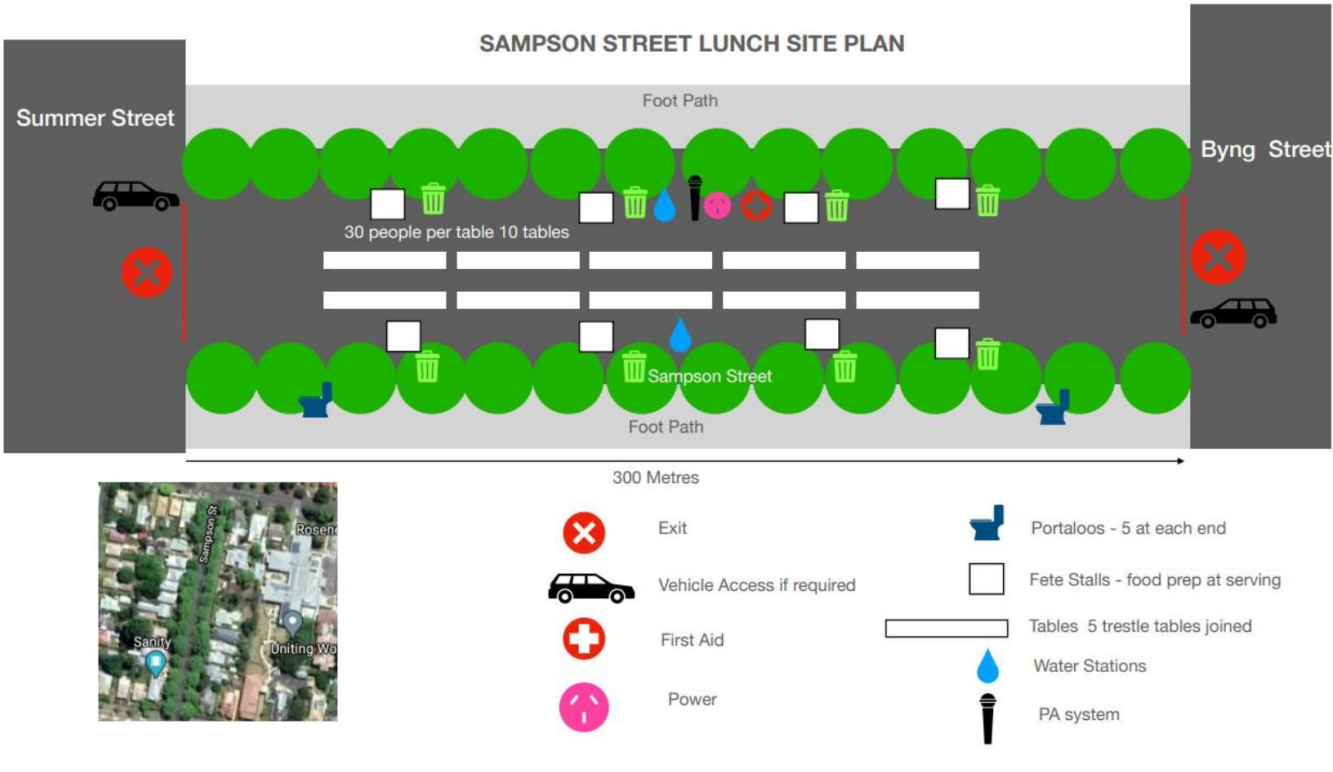 SAMPSON STREET LUNCH SITE PLAN
Foot Path
Summer Street
Byng Street
30 people per table 10 tables
Sampson Street
Foot Path
300 Metres
Sampson St
Rosene
Sanity
Uniting Wo
Exit
Vehicle Access if required
First Aid
Power
Portaloos - 5 at each end
Fete Stalls - food prep at serving
Tables 5 trestle tables joined
Water Stations
PA system